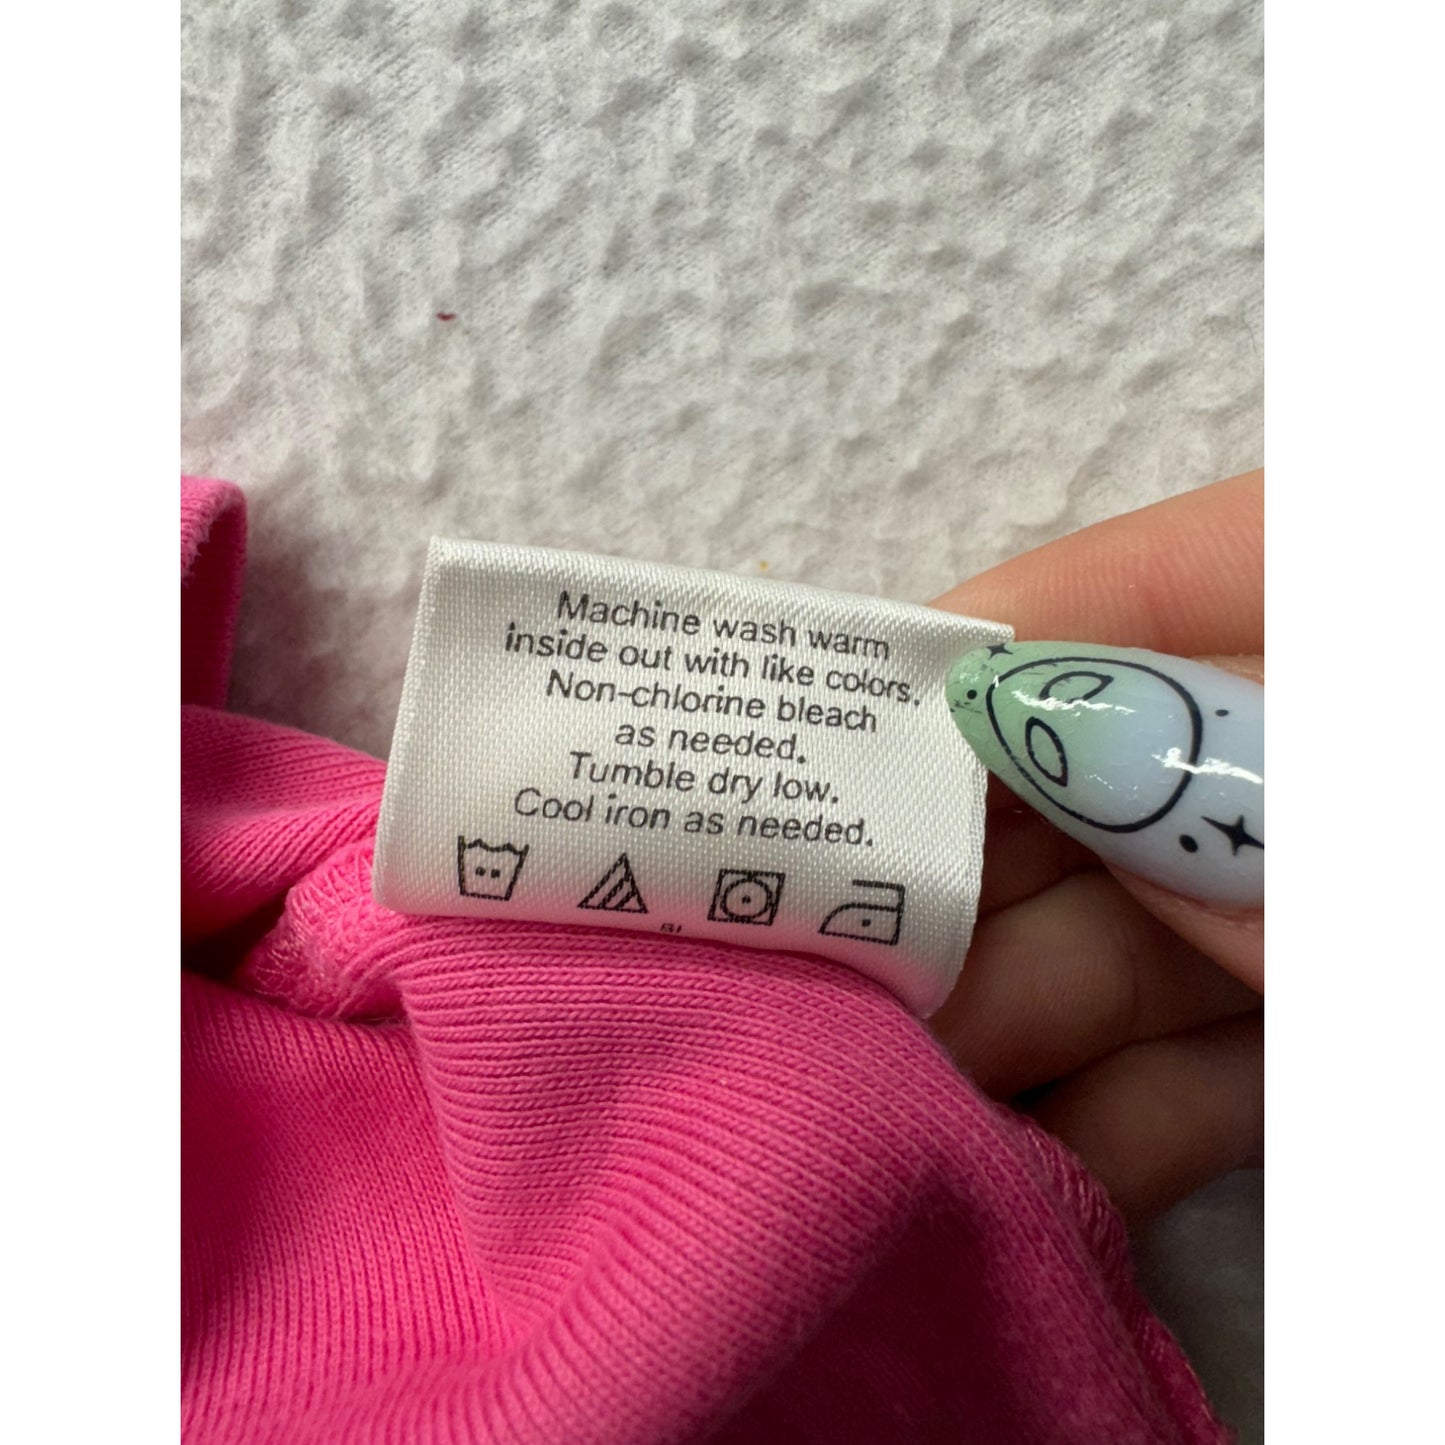 Machine wash warm
inside out with like colors.
Non-chlorine bleach
as needed.
Tumble dry low.
Cool iron as needed.